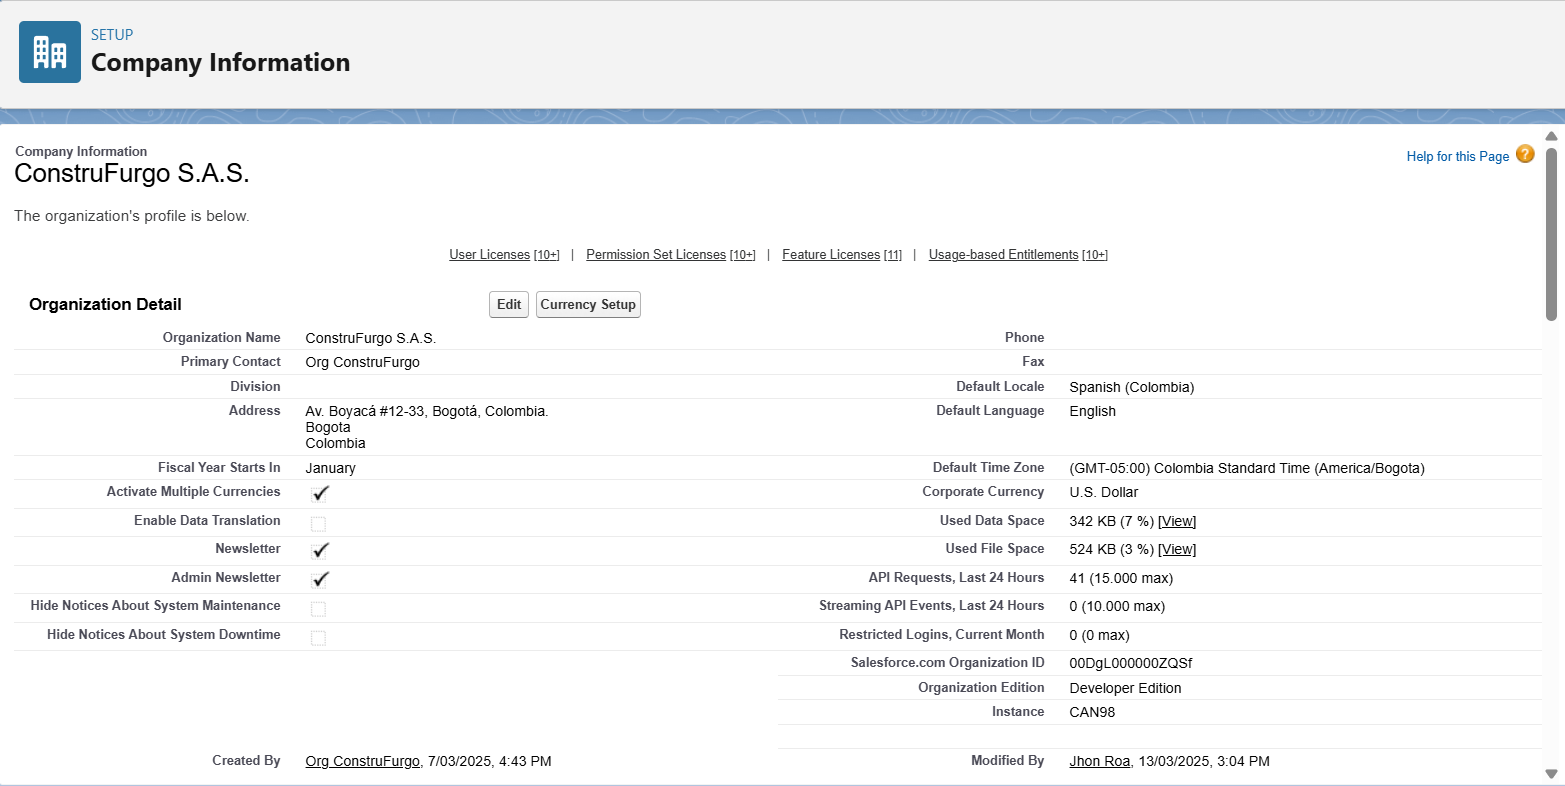 SETUP
Company Information
Company Information
ConstruFurgo S.A.S.
Help for this Page ?
The organization's profile is below.
User Licenses [10+] | Permission Set Licenses [10+] | Feature Licenses [11] | Usage-based Entitlements [10+]
Organization Detail Edit Currency Setup
Organization Name ConstruFurgo S.A.S. Phone
Primary Contact Org ConstruFurgo Fax
Division Default Locale Spanish (Colombia)
Address Av. Boyacá #12-33, Bogotá, Colombia. Default Language English
Bogota
Colombia
Fiscal Year Starts In January Default Time Zone (GMT-05:00) Colombia Standard Time (America/Bogota)
Activate Multiple Currencies Corporate Currency U.S. Dollar
Enable Data Translation Used Data Space 342 KB (7 %) [View]
Newsletter Used File Space 524 KB (3 %) [View]
Admin Newsletter API Requests, Last 24 Hours 41 (15.000 max)
Hide Notices About System Maintenance Streaming API Events, Last 24 Hours 0 (10.000 max)
Hide Notices About System Downtime Restricted Logins, Current Month 0 (0 max)
Salesforce.com Organization ID 00DgL000000ZQSf
Organization Edition Developer Edition
Instance CAN98
Created By Org ConstruFurgo, 7/03/2025, 4:43 PM Modified By Jhon Roa, 13/03/2025, 3:04 PM